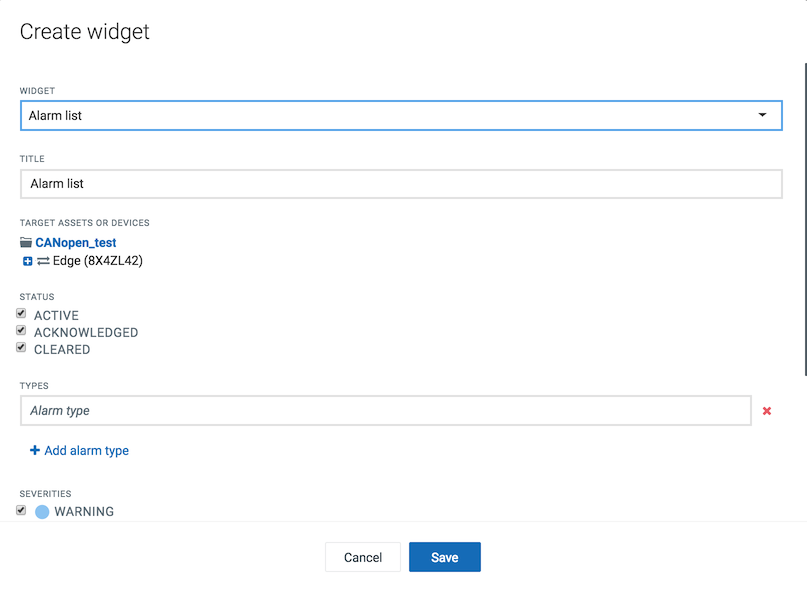 Create widget
WIDGET
Alarm list
TITLE
Alarm list
TARGET ASSETS OR DEVICES
CANopen_test
Edge (8X4ZL42)
STATUS
ACTIVE
ACKNOWLEDGED
CLEARED
TYPES
Alarm type
Add alarm type
SEVERITIES
WARNING
Cancel Save